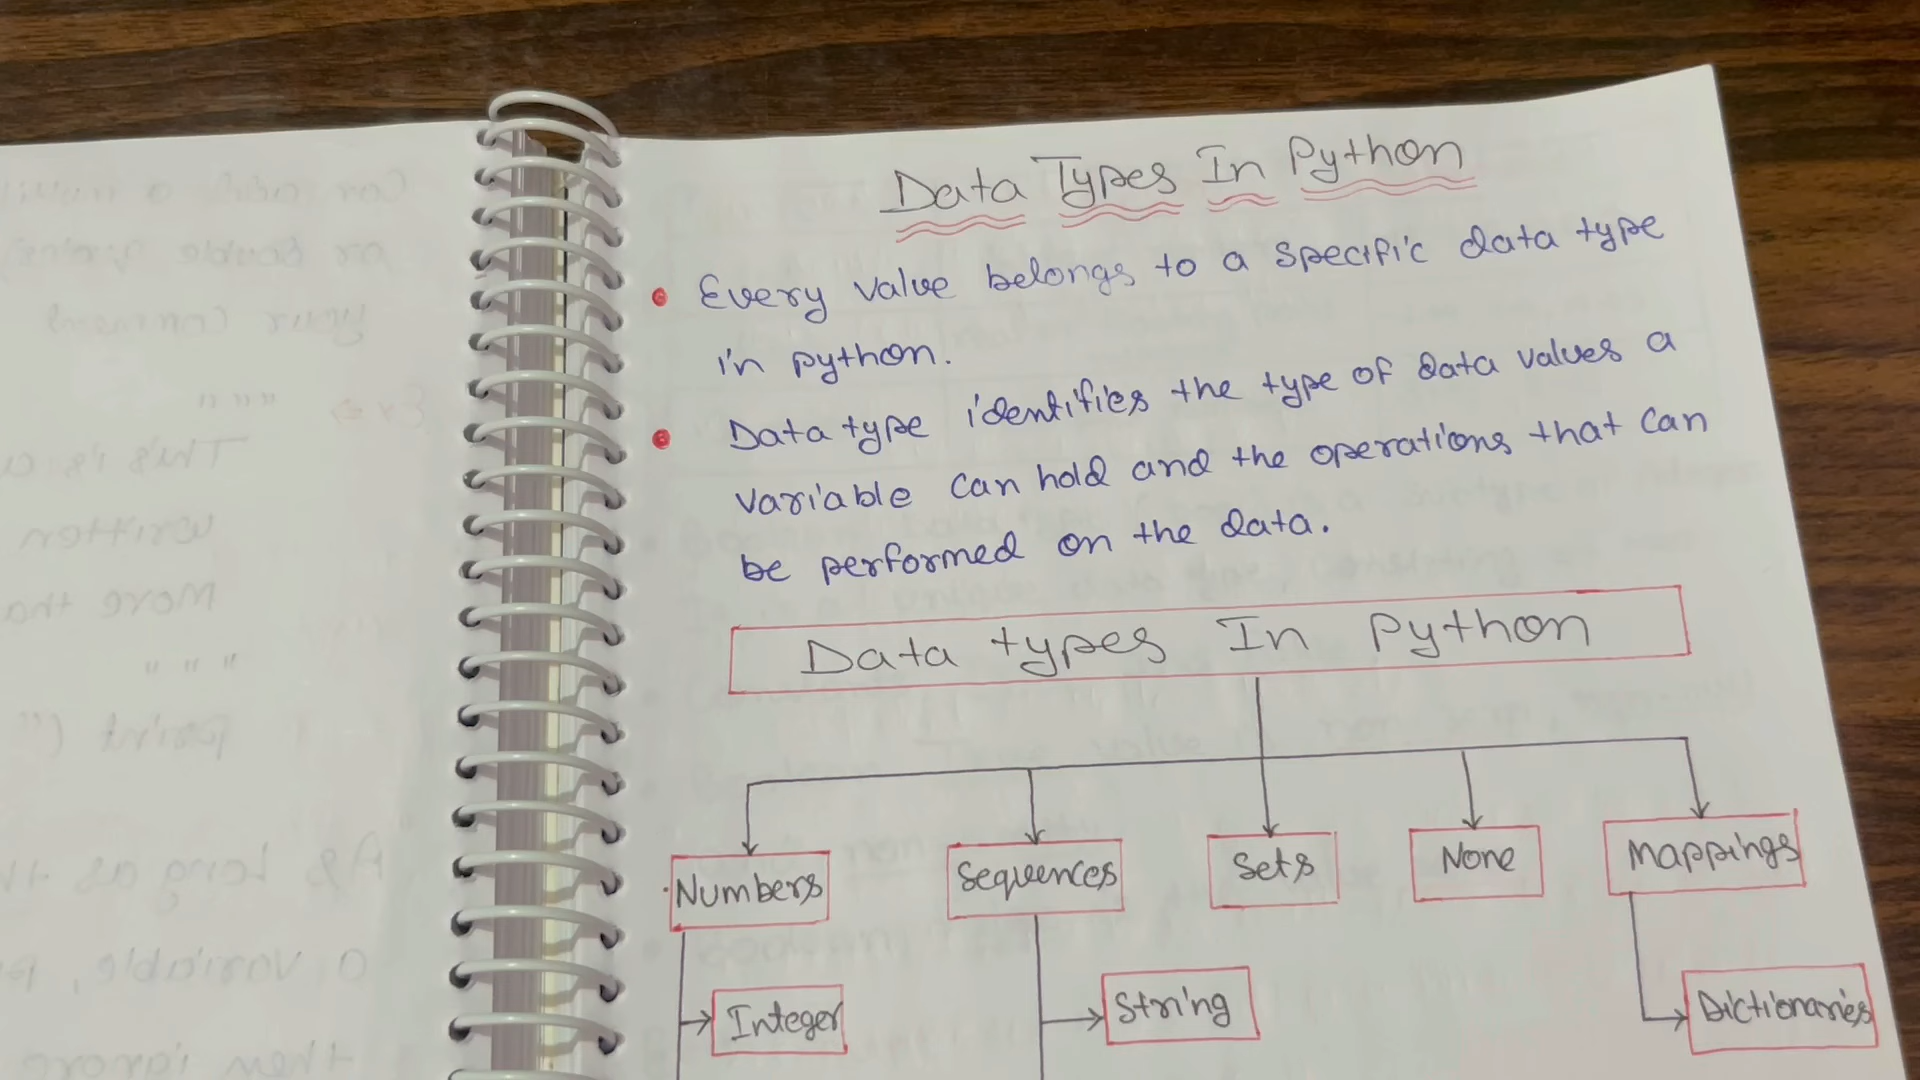 Data Types In Python
Every value belongs to a specific data type
in python.
Data type identifies the type of data values a
variable can hold and the operations that can
be performed on the data.
Data types In Python
Numbers
Sequences
Sets
None
Mappings
Integer
String
Dictionaries